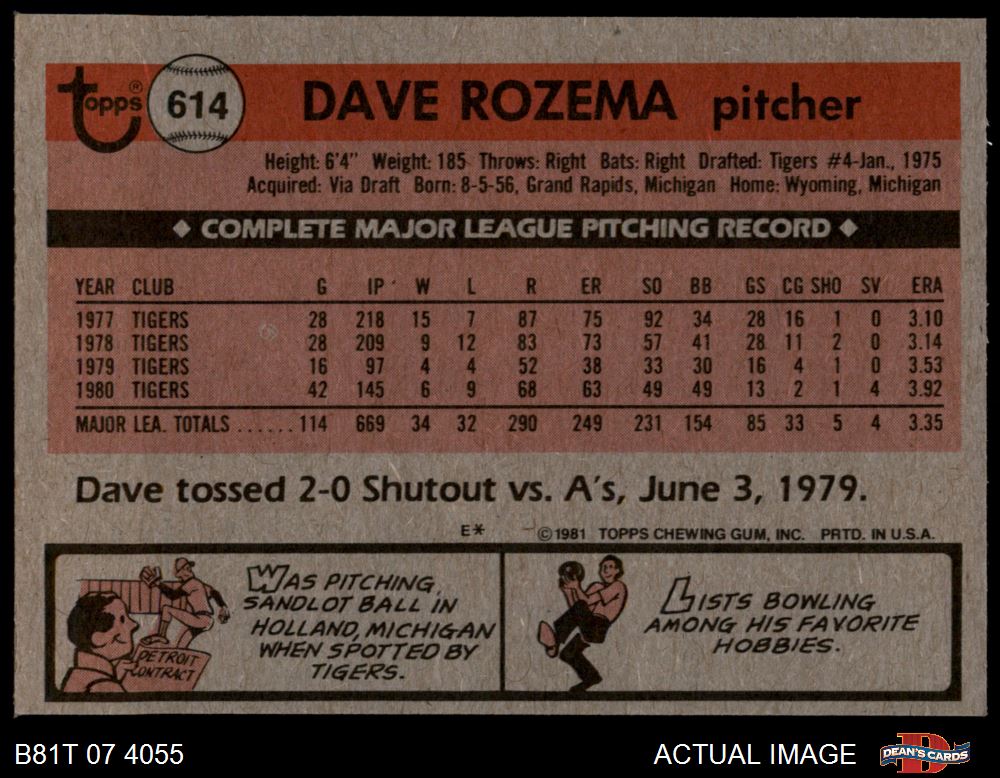 Topps® 614 DAVE ROZEMA pitcher
Height: 6'4" Weight: 185 Throws: Right Bats: Right Drafted: Tigers #4-Jan., 1975
Acquired: Via Draft Born: 8-5-56, Grand Rapids, Michigan Home: Wyoming, Michigan
◆ COMPLETE MAJOR LEAGUE PITCHING RECORD ◆
YEAR CLUB G IP W L R ER SO BB GS CG SHO SV ERA
1977 TIGERS 28 218 15 7 87 75 92 34 28 16 1 0 3.10
1978 TIGERS 28 209 9 12 83 73 57 41 28 11 2 0 3.14
1979 TIGERS 16 97 4 4 52 38 33 30 16 4 1 0 3.53
1980 TIGERS 42 145 6 9 68 63 49 49 13 2 1 4 3.92
MAJOR LEA. TOTALS ...... 114 669 34 32 290 249 231 154 85 33 5 4 3.35
Dave tossed 2-0 Shutout vs. A's, June 3, 1979.
E* ©1981 TOPPS CHEWING GUM, INC. PRTD. IN U.S.A.
WAS PITCHING
SANDLOT BALL IN
HOLLAND, MICHIGAN
WHEN SPOTTED BY
TIGERS.
DETROIT
CONTRACT
LISTS BOWLING
AMONG HIS FAVORITE
HOBBIES.
B81T 07 4055 ACTUAL IMAGE DEAN'S CARDS